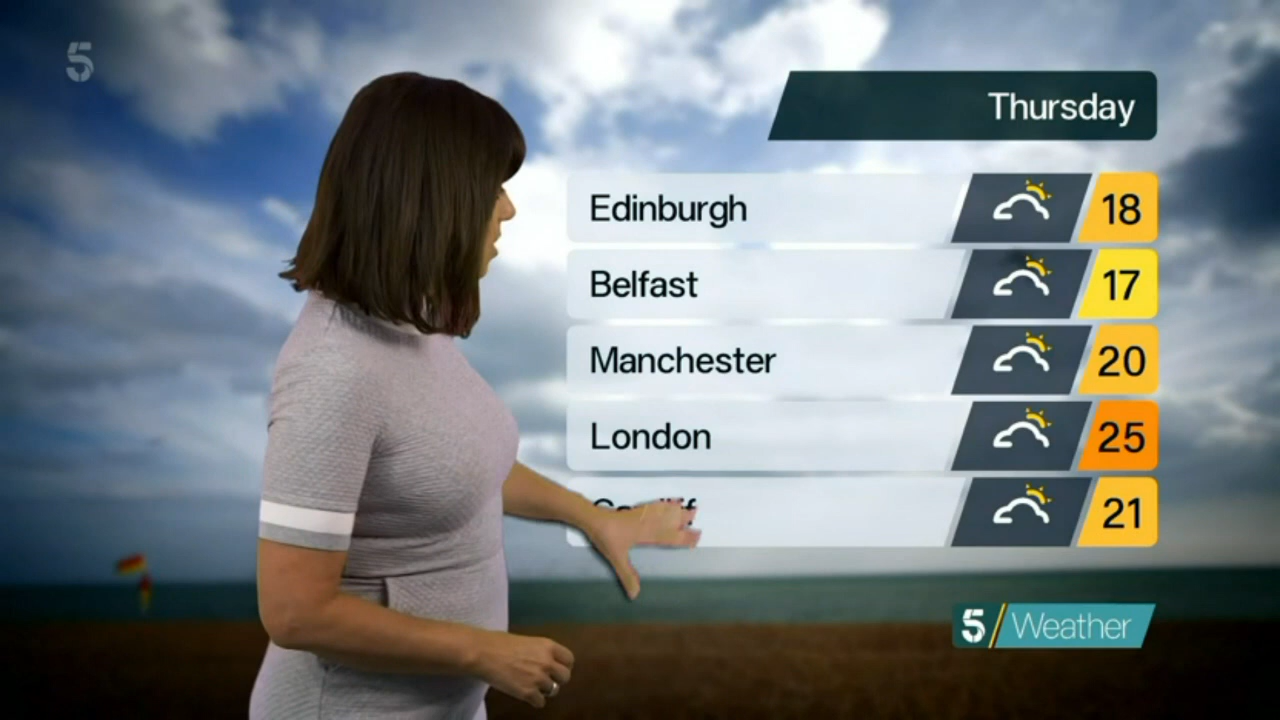 5
Thursday
Edinburgh 18
Belfast 17
Manchester 20
London 25
21
5 Weather